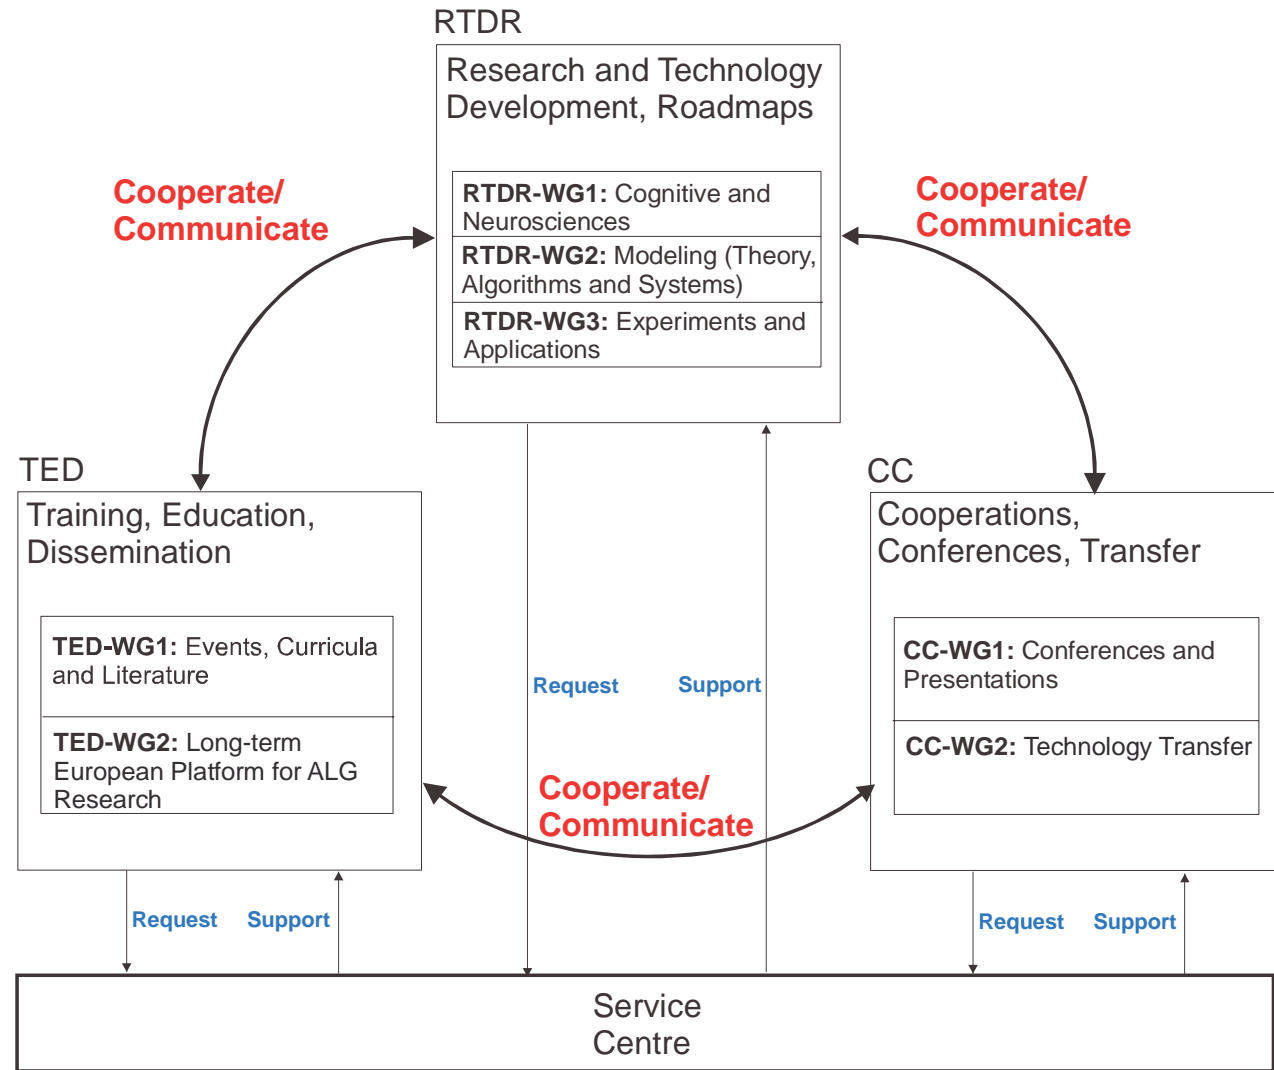 RTDR
Research and Technology
Development, Roadmaps
RTDR-WG1: Cognitive and
Neurosciences
RTDR-WG2: Modeling (Theory,
Algorithms and Systems)
RTDR-WG3: Experiments and
Applications
Cooperate/
Communicate
Cooperate/
Communicate
TED
Training, Education,
Dissemination
TED-WG1: Events, Curricula
and Literature
TED-WG2: Long-term
European Platform for ALG
Research
CC
Cooperations,
Conferences, Transfer
CC-WG1: Conferences and
Presentations
CC-WG2: Technology Transfer
Request
Support
Cooperate/
Communicate
Request
Support
Request
Support
Service
Centre